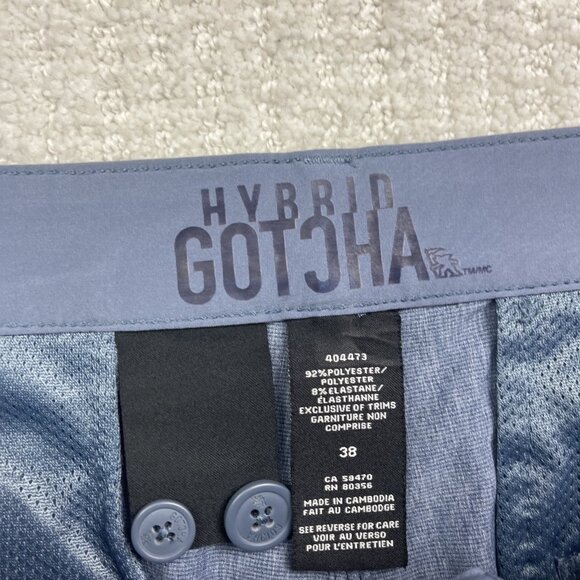 HYBRID
GOTCHA
TM/MC
404473
92% POLYESTER/
POLYESTER
8% ELASTANE/
ÉLASTHANNE
EXCLUSIVE OF TRIMS
GARNITURE NON
COMPRISE
38
CA 59470
RN 80356
MADE IN CAMBODIA
FAIT AU CAMBODGE
SEE REVERSE FOR CARE
VOIR AU VERSO
POUR L'ENTRETIEN